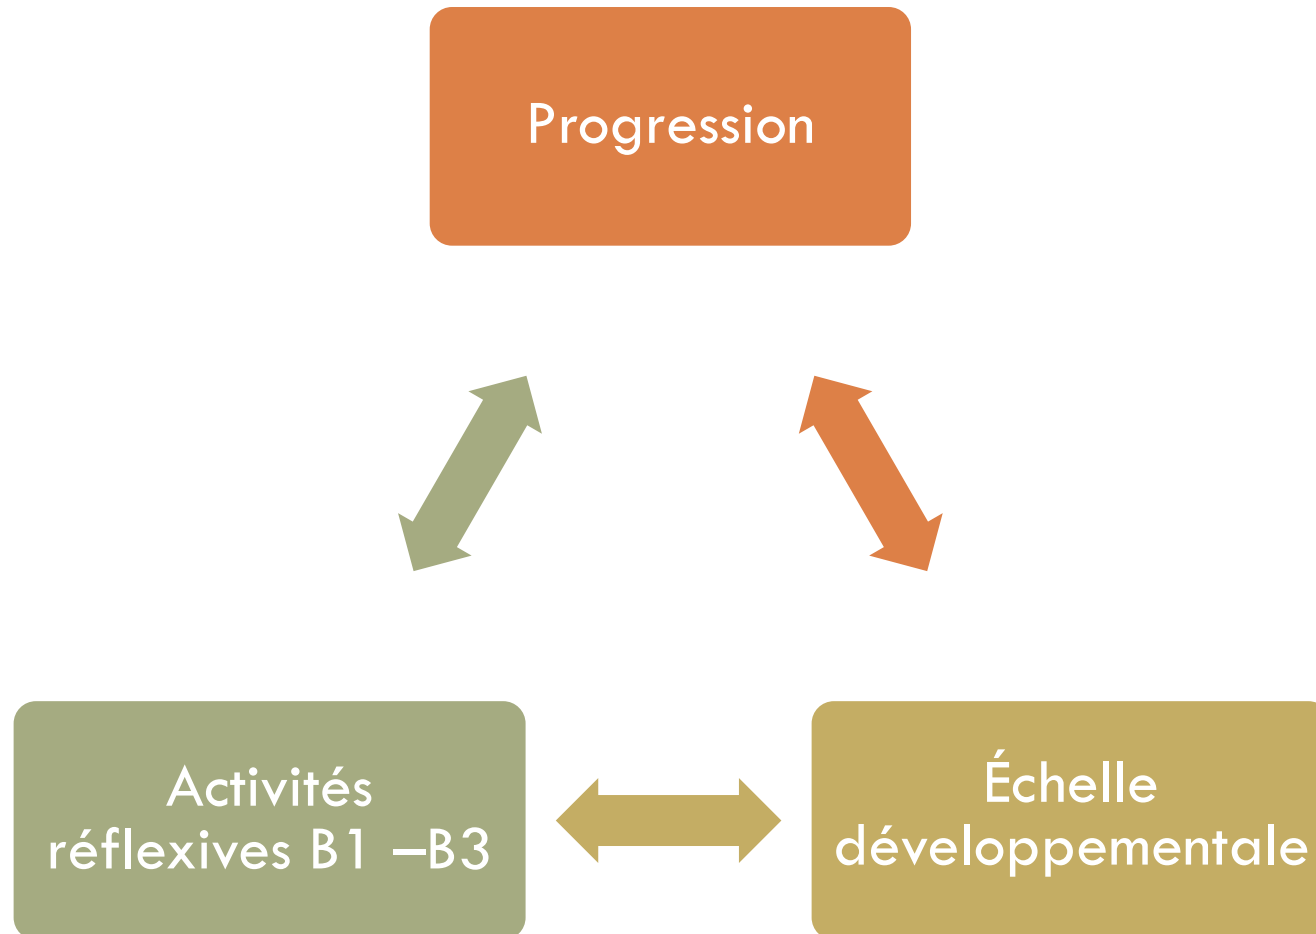 Progression
Activités
réflexives B1 –B3
Échelle
développementale